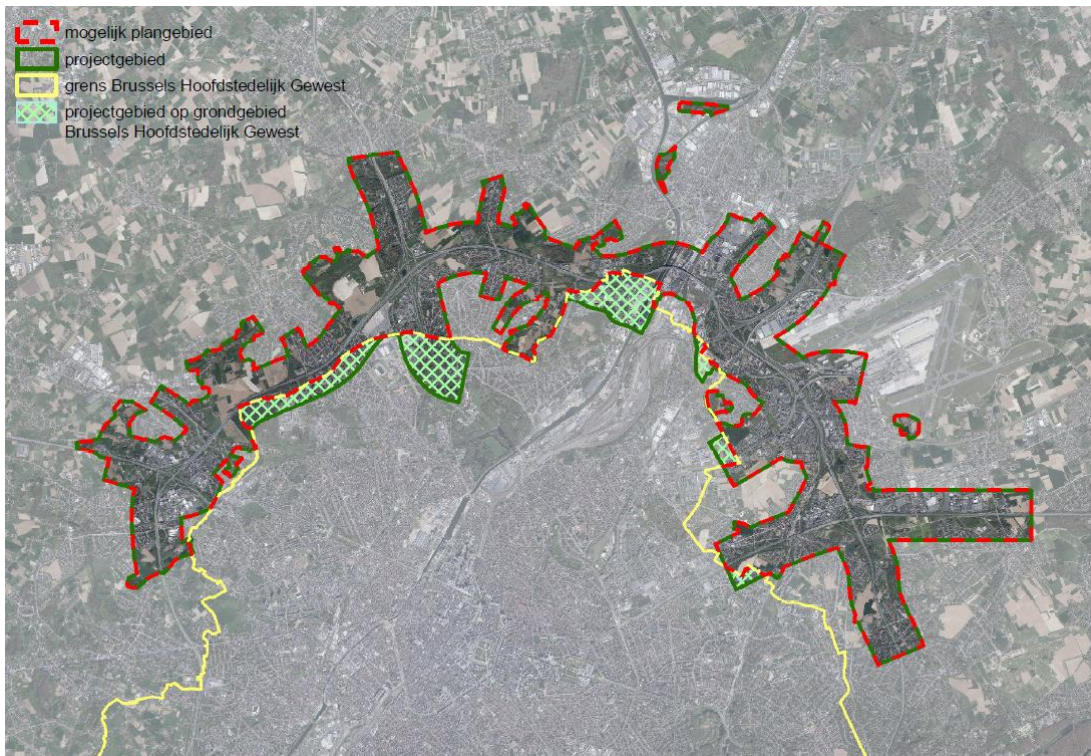 mogelijk plangebied
projectgebied
grens Brussels Hoofdstedelijk Gewest
projectgebied op grondgebied
Brussels Hoofdstedelijk Gewest